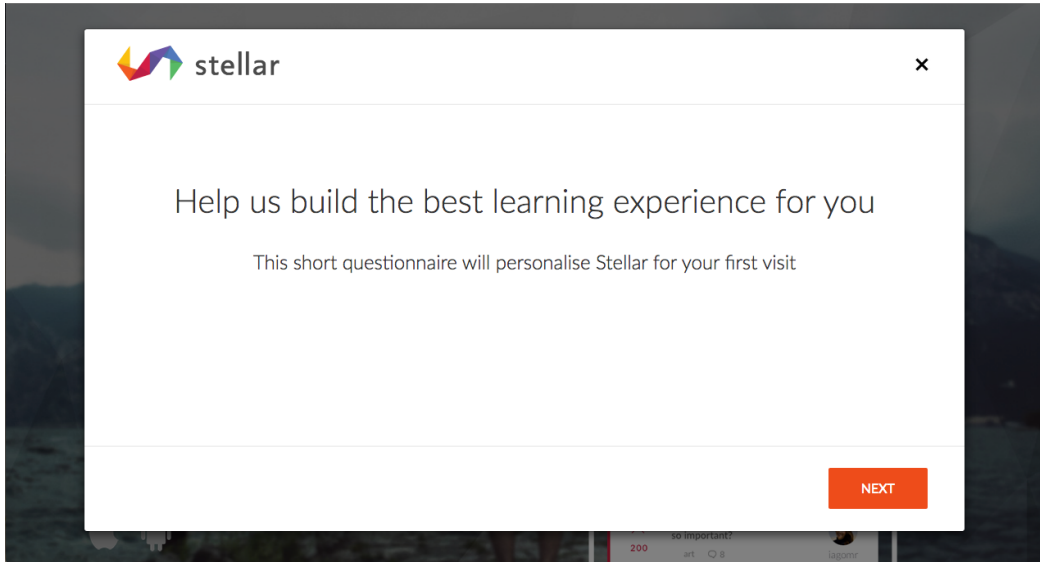 stellar
×
Help us build the best learning experience for you
This short questionnaire will personalise Stellar for your first visit
NEXT
so important?
200
art 8
iagomr